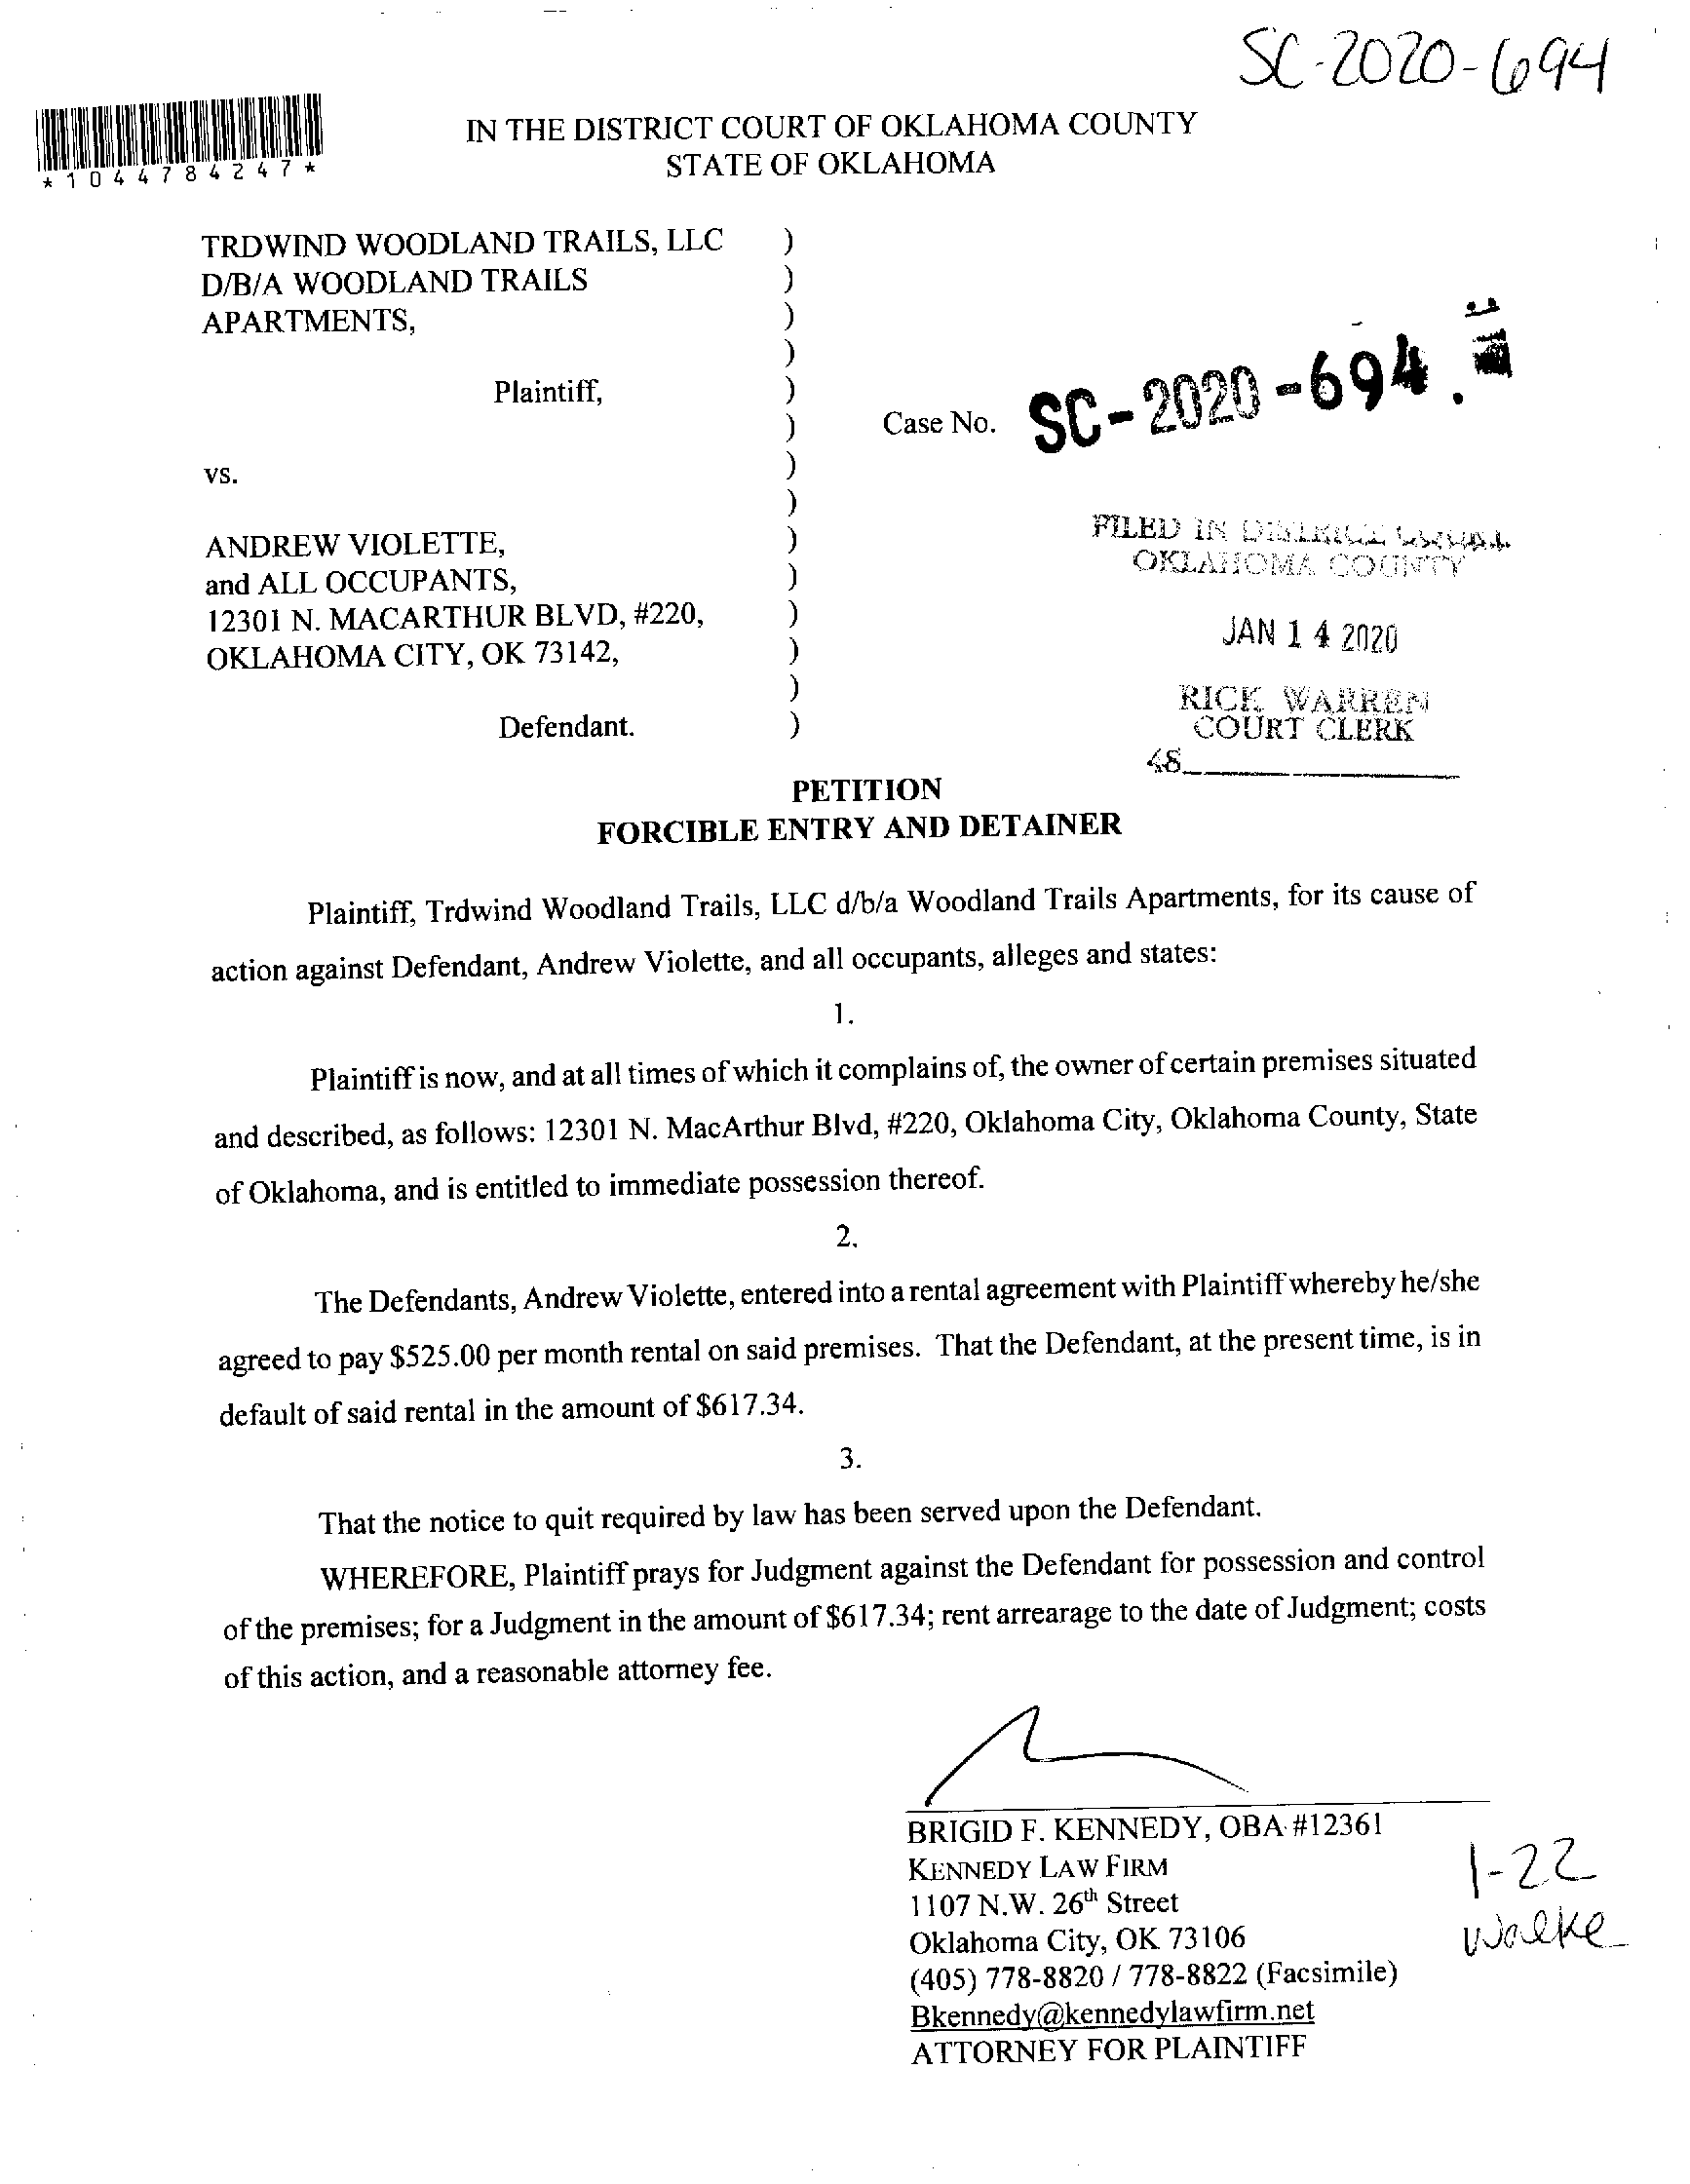 SC-2020-694
*1044784247*
IN THE DISTRICT COURT OF OKLAHOMA COUNTY
STATE OF OKLAHOMA
TRDWIND WOODLAND TRAILS, LLC )
D/B/A WOODLAND TRAILS )
APARTMENTS, )
)
Plaintiff, )
) Case No. SC-2020-694
vs. )
)
ANDREW VIOLETTE, )
and ALL OCCUPANTS, )
12301 N. MACARTHUR BLVD, #220, )
OKLAHOMA CITY, OK 73142, )
)
Defendant. )
FILED IN DISTRICT COURT
OKLAHOMA COUNTY
JAN 14 2020
RICK WARREN
COURT CLERK
48
PETITION
FORCIBLE ENTRY AND DETAINER
Plaintiff, Trdwind Woodland Trails, LLC d/b/a Woodland Trails Apartments, for its cause of
action against Defendant, Andrew Violette, and all occupants, alleges and states:
1.
Plaintiff is now, and at all times of which it complains of, the owner of certain premises situated
and described, as follows: 12301 N. MacArthur Blvd, #220, Oklahoma City, Oklahoma County, State
of Oklahoma, and is entitled to immediate possession thereof.
2.
The Defendants, Andrew Violette, entered into a rental agreement with Plaintiff whereby he/she
agreed to pay $525.00 per month rental on said premises. That the Defendant, at the present time, is in
default of said rental in the amount of $617.34.
3.
That the notice to quit required by law has been served upon the Defendant.
WHEREFORE, Plaintiff prays for Judgment against the Defendant for possession and control
of the premises; for a Judgment in the amount of $617.34; rent arrearage to the date of Judgment; costs
of this action, and a reasonable attorney fee.
BRIGID F. KENNEDY, OBA #12361
KENNEDY LAW FIRM
1107 N.W. 26th Street
Oklahoma City, OK 73106
(405) 778-8820 / 778-8822 (Facsimile)
Bkennedy@kennedylawfirm.net
ATTORNEY FOR PLAINTIFF
1-22
Walke